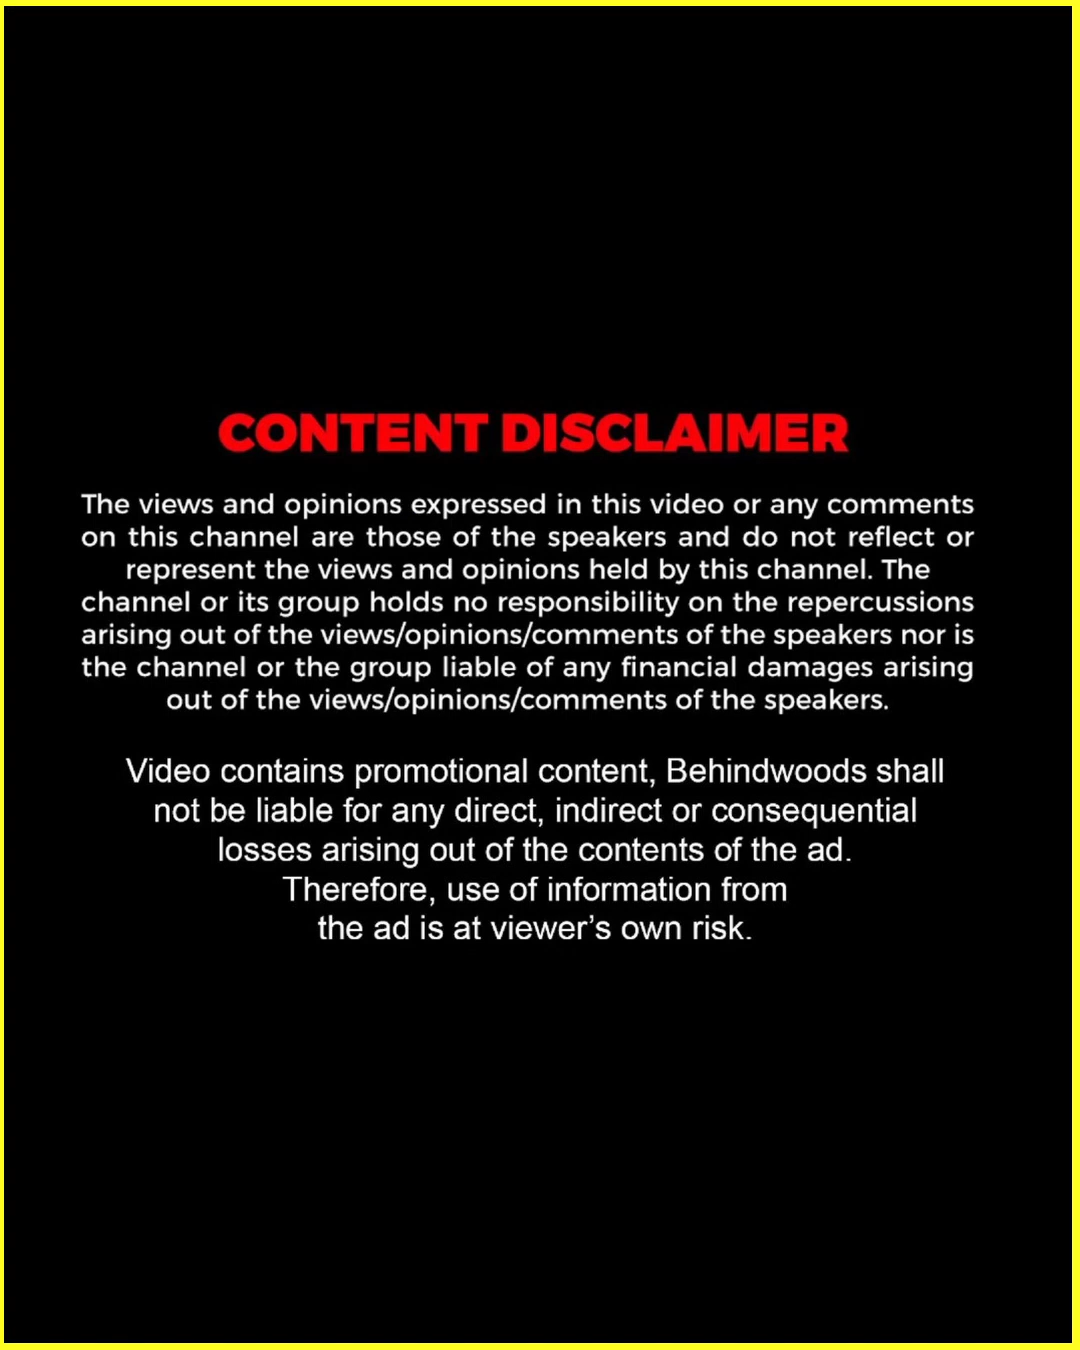 CONTENT DISCLAIMER
The views and opinions expressed in this video or any comments
on this channel are those of the speakers and do not reflect or
represent the views and opinions held by this channel. The
channel or its group holds no responsibility on the repercussions
arising out of the views/opinions/comments of the speakers nor is
the channel or the group liable of any financial damages arising
out of the views/opinions/comments of the speakers.
Video contains promotional content, Behindwoods shall
not be liable for any direct, indirect or consequential
losses arising out of the contents of the ad.
Therefore, use of information from
the ad is at viewer’s own risk.